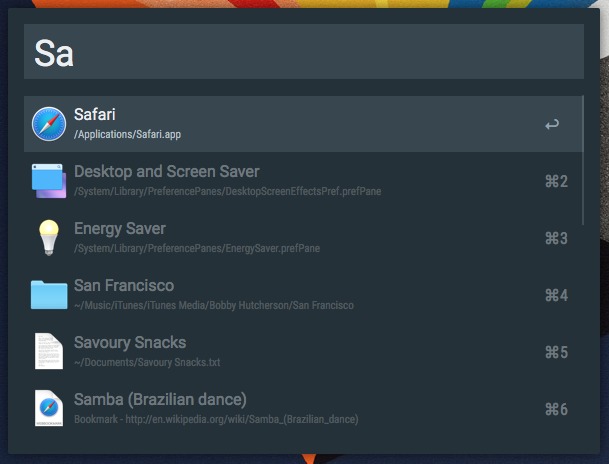 Sa
Safari
/Applications/Safari.app
Desktop and Screen Saver
/System/Library/PreferencePanes/DesktopScreenEffectsPref.prefPane
⌘2
Energy Saver
/System/Library/PreferencePanes/EnergySaver.prefPane
⌘3
San Francisco
~/Music/iTunes/iTunes Media/Bobby Hutcherson/San Francisco
⌘4
Savoury Snacks
~/Documents/Savoury Snacks.txt
⌘5
Samba (Brazilian dance)
Bookmark - http://en.wikipedia.org/wiki/Samba_(Brazilian_dance)
⌘6